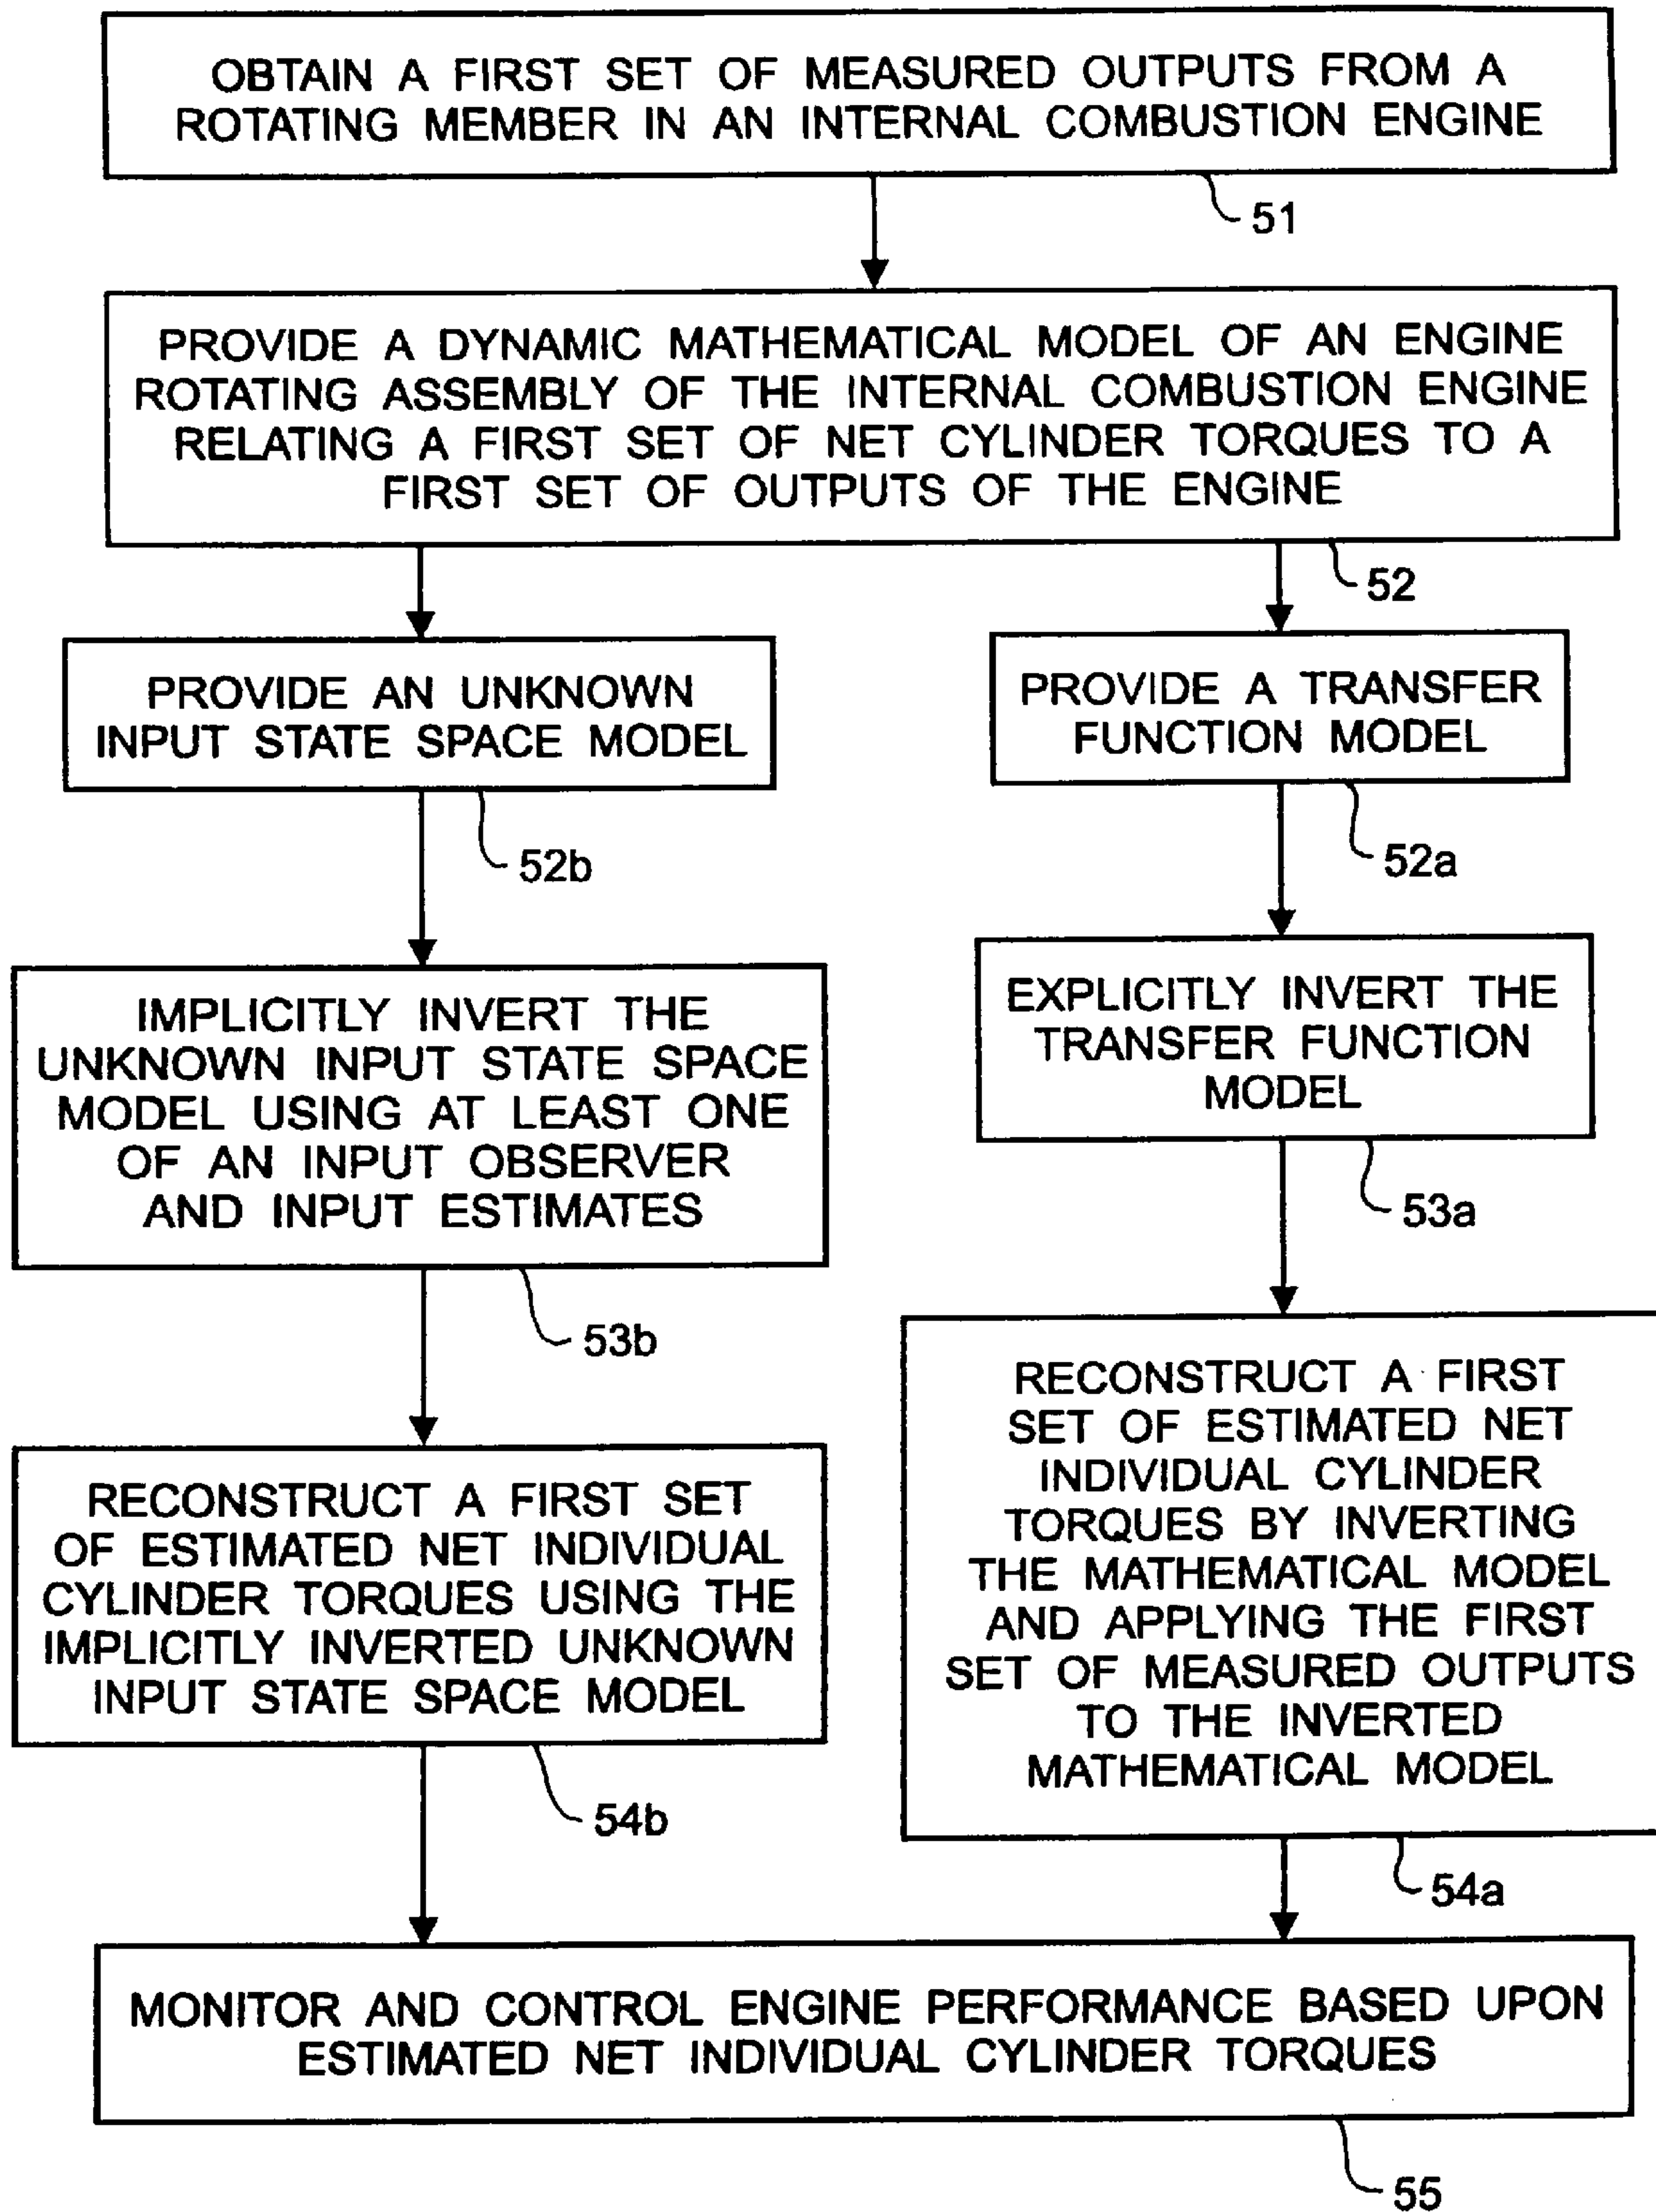 OBTAIN A FIRST SET OF MEASURED OUTPUTS FROM A
ROTATING MEMBER IN AN INTERNAL COMBUSTION ENGINE
51
PROVIDE A DYNAMIC MATHEMATICAL MODEL OF AN ENGINE
ROTATING ASSEMBLY OF THE INTERNAL COMBUSTION ENGINE
RELATING A FIRST SET OF NET CYLINDER TORQUES TO A
FIRST SET OF OUTPUTS OF THE ENGINE
52
PROVIDE AN UNKNOWN
INPUT STATE SPACE MODEL
52b
PROVIDE A TRANSFER
FUNCTION MODEL
52a
IMPLICITLY INVERT THE
UNKNOWN INPUT STATE SPACE
MODEL USING AT LEAST ONE
OF AN INPUT OBSERVER
AND INPUT ESTIMATES
53b
EXPLICITLY INVERT THE
TRANSFER FUNCTION
MODEL
53a
RECONSTRUCT A FIRST SET
OF ESTIMATED NET INDIVIDUAL
CYLINDER TORQUES USING THE
IMPLICITLY INVERTED UNKNOWN
INPUT STATE SPACE MODEL
54b
RECONSTRUCT A FIRST
SET OF ESTIMATED NET
INDIVIDUAL CYLINDER
TORQUES BY INVERTING
THE MATHEMATICAL MODEL
AND APPLYING THE FIRST
SET OF MEASURED OUTPUTS
TO THE INVERTED
MATHEMATICAL MODEL
54a
MONITOR AND CONTROL ENGINE PERFORMANCE BASED UPON
ESTIMATED NET INDIVIDUAL CYLINDER TORQUES
55